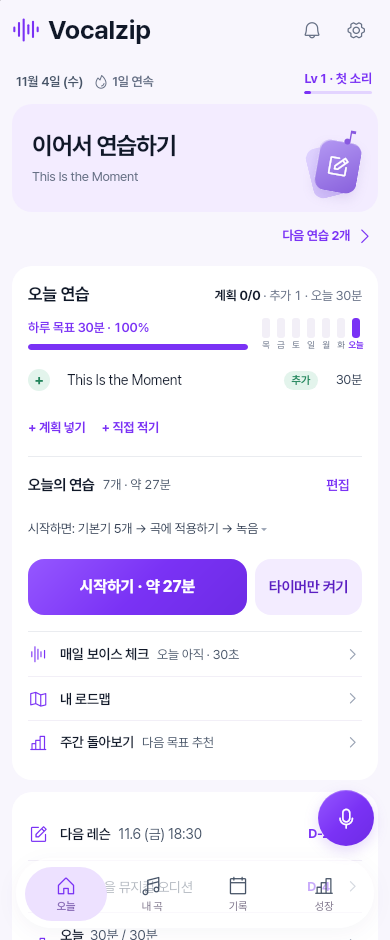 Vocalzip
11월 4일 (수) 1일 연속 Lv 1 · 첫 소리
이어서 연습하기
This Is the Moment
다음 연습 2개
오늘 연습 계획 0/0 · 추가 1 · 오늘 30분
하루 목표 30분 · 100%
목 금 토 일 월 화 오늘
+ This Is the Moment 추가 30분
+ 계획 넣기 + 직접 적기
오늘의 연습 7개 · 약 27분 편집
시작하면: 기본기 5개 → 곡에 적용하기 → 녹음
시작하기 · 약 27분 타이머만 켜기
매일 보이스 체크 오늘 아직 · 30초
내 로드맵
주간 돌아보기 다음 목표 추천
다음 레슨 11.6 (금) 18:30
오디션
오늘 내 곡 기록 성장
오늘 30분 / 30분